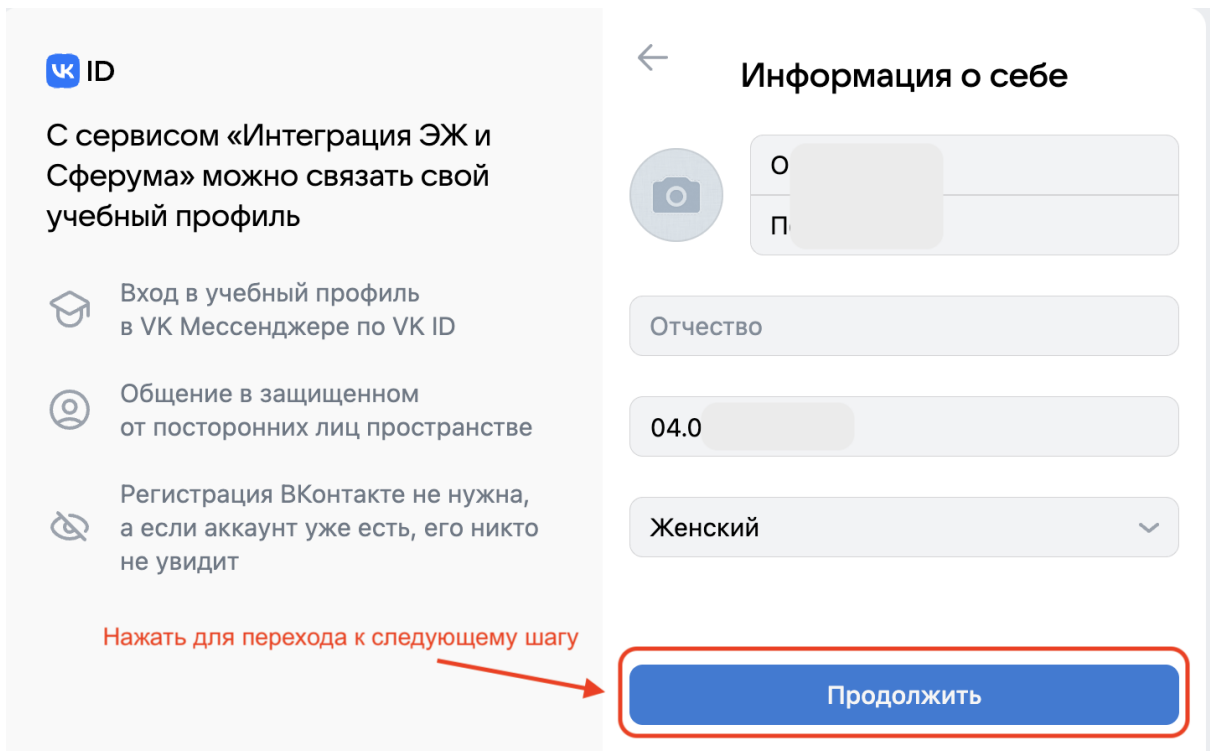 VK ID
С сервисом «Интеграция ЭЖ и
Сферума» можно связать свой
учебный профиль
Вход в учебный профиль
в VK Мессенджере по VK ID
Общение в защищенном
от посторонних лиц пространстве
Регистрация ВКонтакте не нужна,
а если аккаунт уже есть, его никто
не увидит
Нажать для перехода к следующему шагу
Информация о себе
Отчество
04.0
Женский
Продолжить